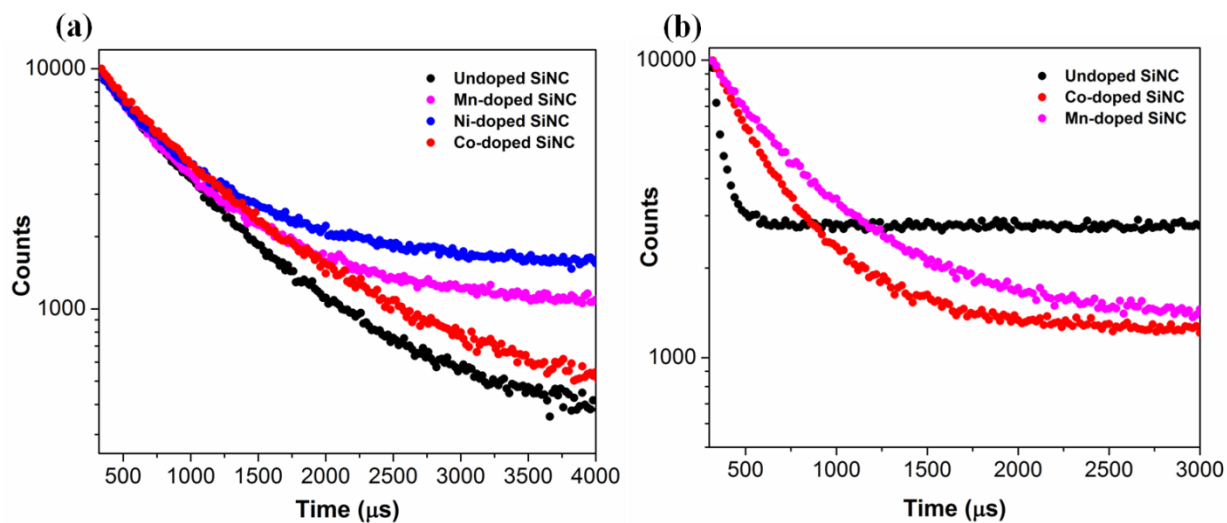 (a)
Counts
10000
1000
Undoped SiNC
Mn-doped SiNC
Ni-doped SiNC
Co-doped SiNC
500 1000 1500 2000 2500 3000 3500 4000
Time (μs)
(b)
Counts
10000
1000
Undoped SiNC
Co-doped SiNC
Mn-doped SiNC
500 1000 1500 2000 2500 3000
Time (μs)